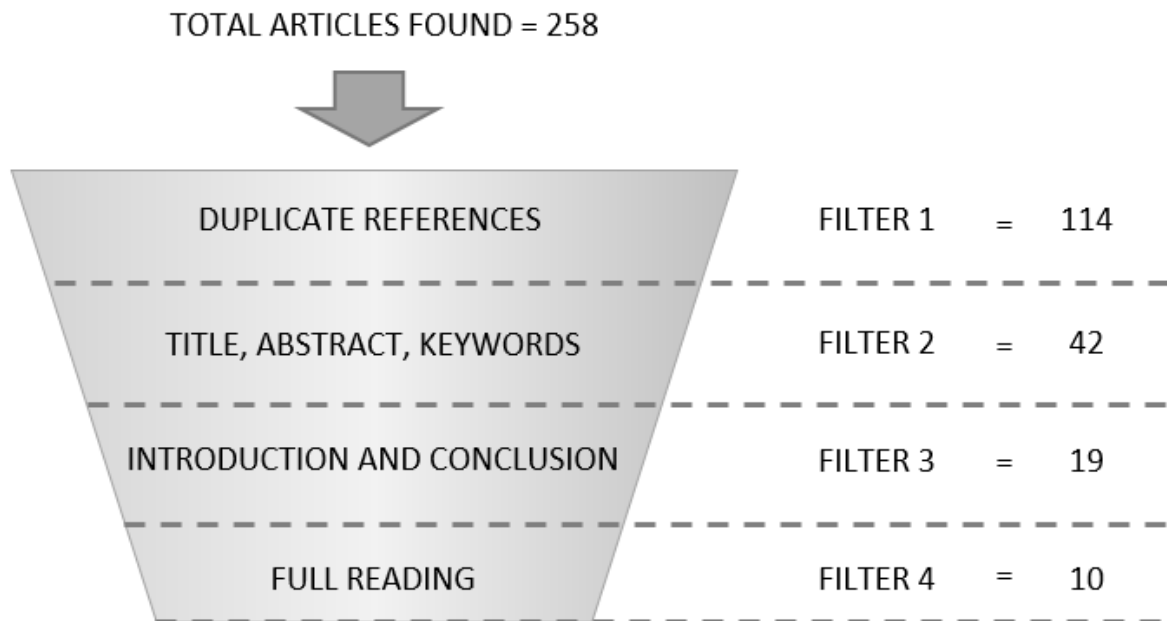 TOTAL ARTICLES FOUND = 258
DUPLICATE REFERENCES FILTER 1 = 114
TITLE, ABSTRACT, KEYWORDS FILTER 2 = 42
INTRODUCTION AND CONCLUSION FILTER 3 = 19
FULL READING FILTER 4 = 10